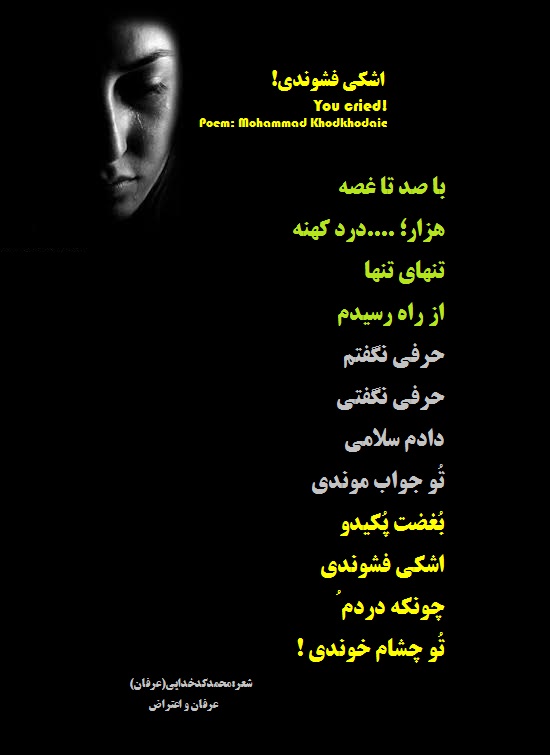 اشکی فشوندی!
You cried!
Poem: Mohammad Khodkhodaie
با صد تا غصه
هزار؛ ....درد کهنه
تنهای تنها
از راه رسیدم
حرفی نگفتم
حرفی نگفتی
دادم سلامی
تُو جواب موندی
بُغضت پُکیدو
اشکی فشوندی
چونکه دردمُ
تُو چشام خوندی !
شعر:محمدکدخدایی(عرفان)
عرفان و اعتراض